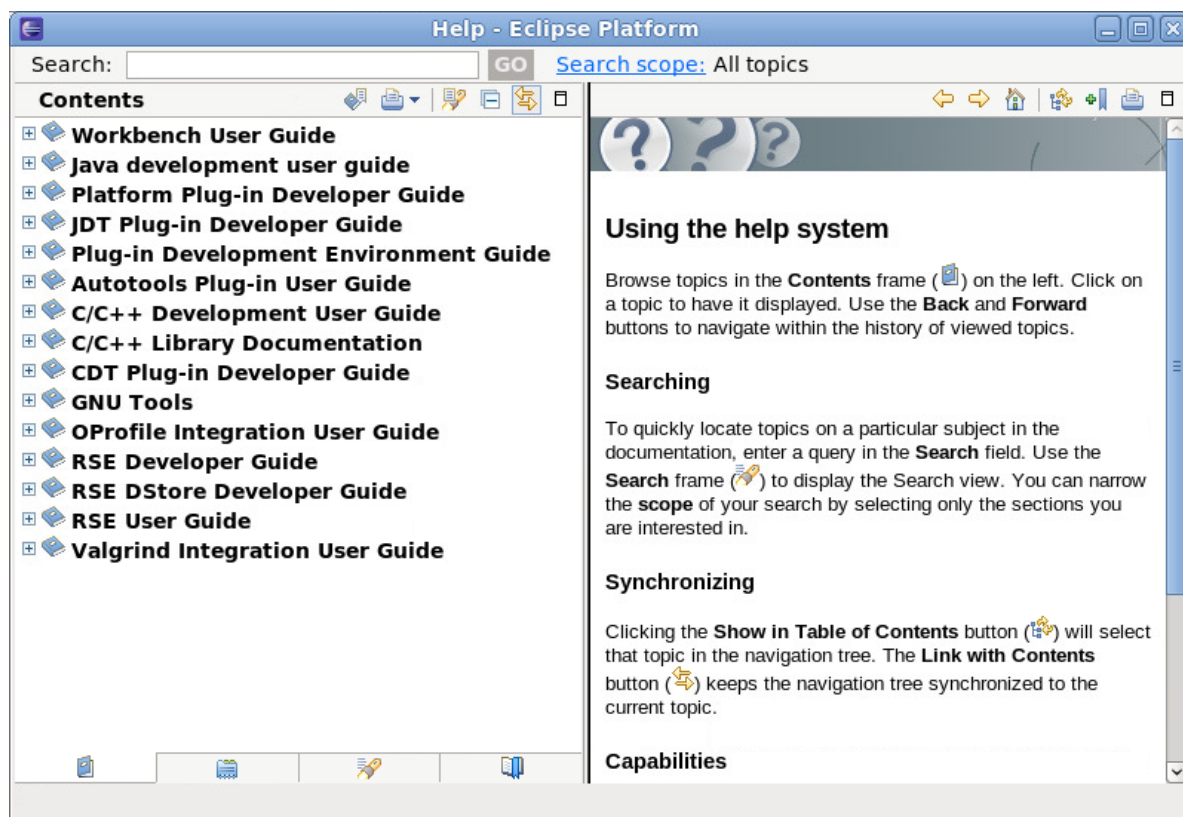 Help - Eclipse Platform
Search:
GO
Search scope: All topics
Contents
Workbench User Guide
Java development user guide
Platform Plug-in Developer Guide
JDT Plug-in Developer Guide
Plug-in Development Environment Guide
Autotools Plug-in User Guide
C/C++ Development User Guide
C/C++ Library Documentation
CDT Plug-in Developer Guide
GNU Tools
OProfile Integration User Guide
RSE Developer Guide
RSE DStore Developer Guide
RSE User Guide
Valgrind Integration User Guide
???
Using the help system
Browse topics in the Contents frame () on the left. Click on
a topic to have it displayed. Use the Back and Forward
buttons to navigate within the history of viewed topics.
Searching
To quickly locate topics on a particular subject in the
documentation, enter a query in the Search field. Use the
Search frame () to display the Search view. You can narrow
the scope of your search by selecting only the sections you
are interested in.
Synchronizing
Clicking the Show in Table of Contents button () will select
that topic in the navigation tree. The Link with Contents
button () keeps the navigation tree synchronized to the
current topic.
Capabilities